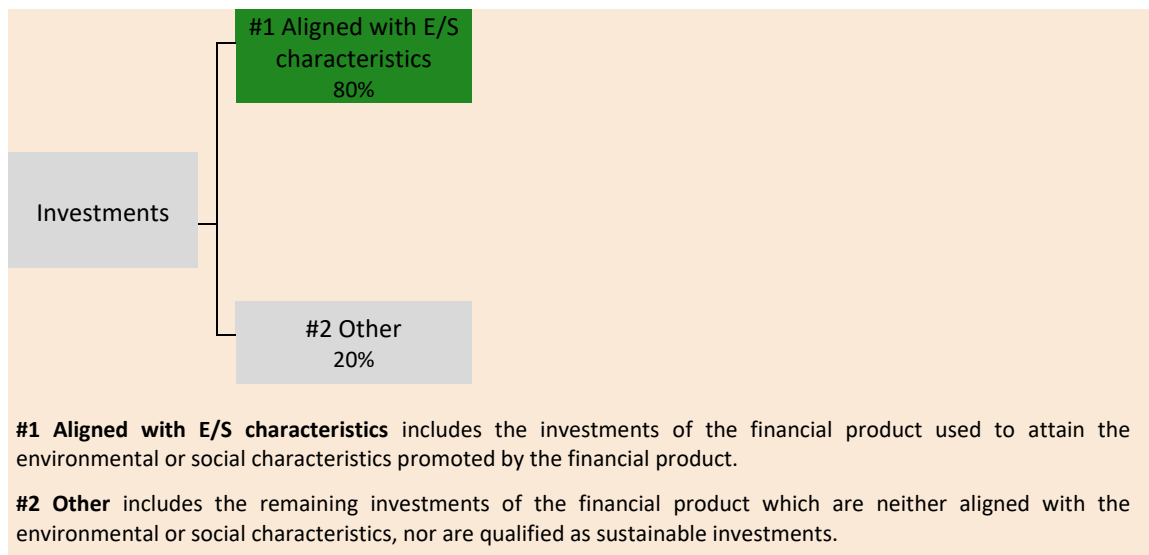 #1 Aligned with E/S
characteristics
80%
Investments
#2 Other
20%
#1 Aligned with E/S characteristics includes the investments of the financial product used to attain the
environmental or social characteristics promoted by the financial product.
#2 Other includes the remaining investments of the financial product which are neither aligned with the
environmental or social characteristics, nor are qualified as sustainable investments.